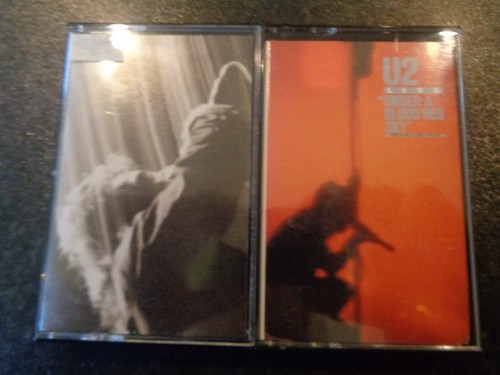 U2
LIVE
"UNDER A
BLOOD RED
SKY"